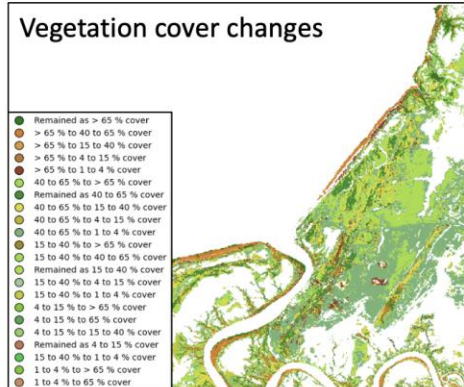 Vegetation cover changes
Remained as > 65 % cover
> 65 % to 40 to 65 % cover
> 65 % to 15 to 40 % cover
> 65 % to 4 to 15 % cover
> 65 % to 1 to 4 % cover
40 to 65 % to > 65 % cover
Remained as 40 to 65 % cover
40 to 65 % to 15 to 40 % cover
40 to 65 % to 4 to 15 % cover
40 to 65 % to 1 to 4 % cover
15 to 40 % to > 65 % cover
15 to 40 % to 40 to 65 % cover
Remained as 15 to 40 % cover
15 to 40 % to 4 to 15 % cover
15 to 40 % to 1 to 4 % cover
4 to 15 % to > 65 % cover
4 to 15 % to 65 % cover
4 to 15 % to 15 to 40 % cover
Remained as 4 to 15 % cover
15 to 40 % to 1 to 4 % cover
1 to 4 % to > 65 % cover
1 to 4 % to 65 % cover